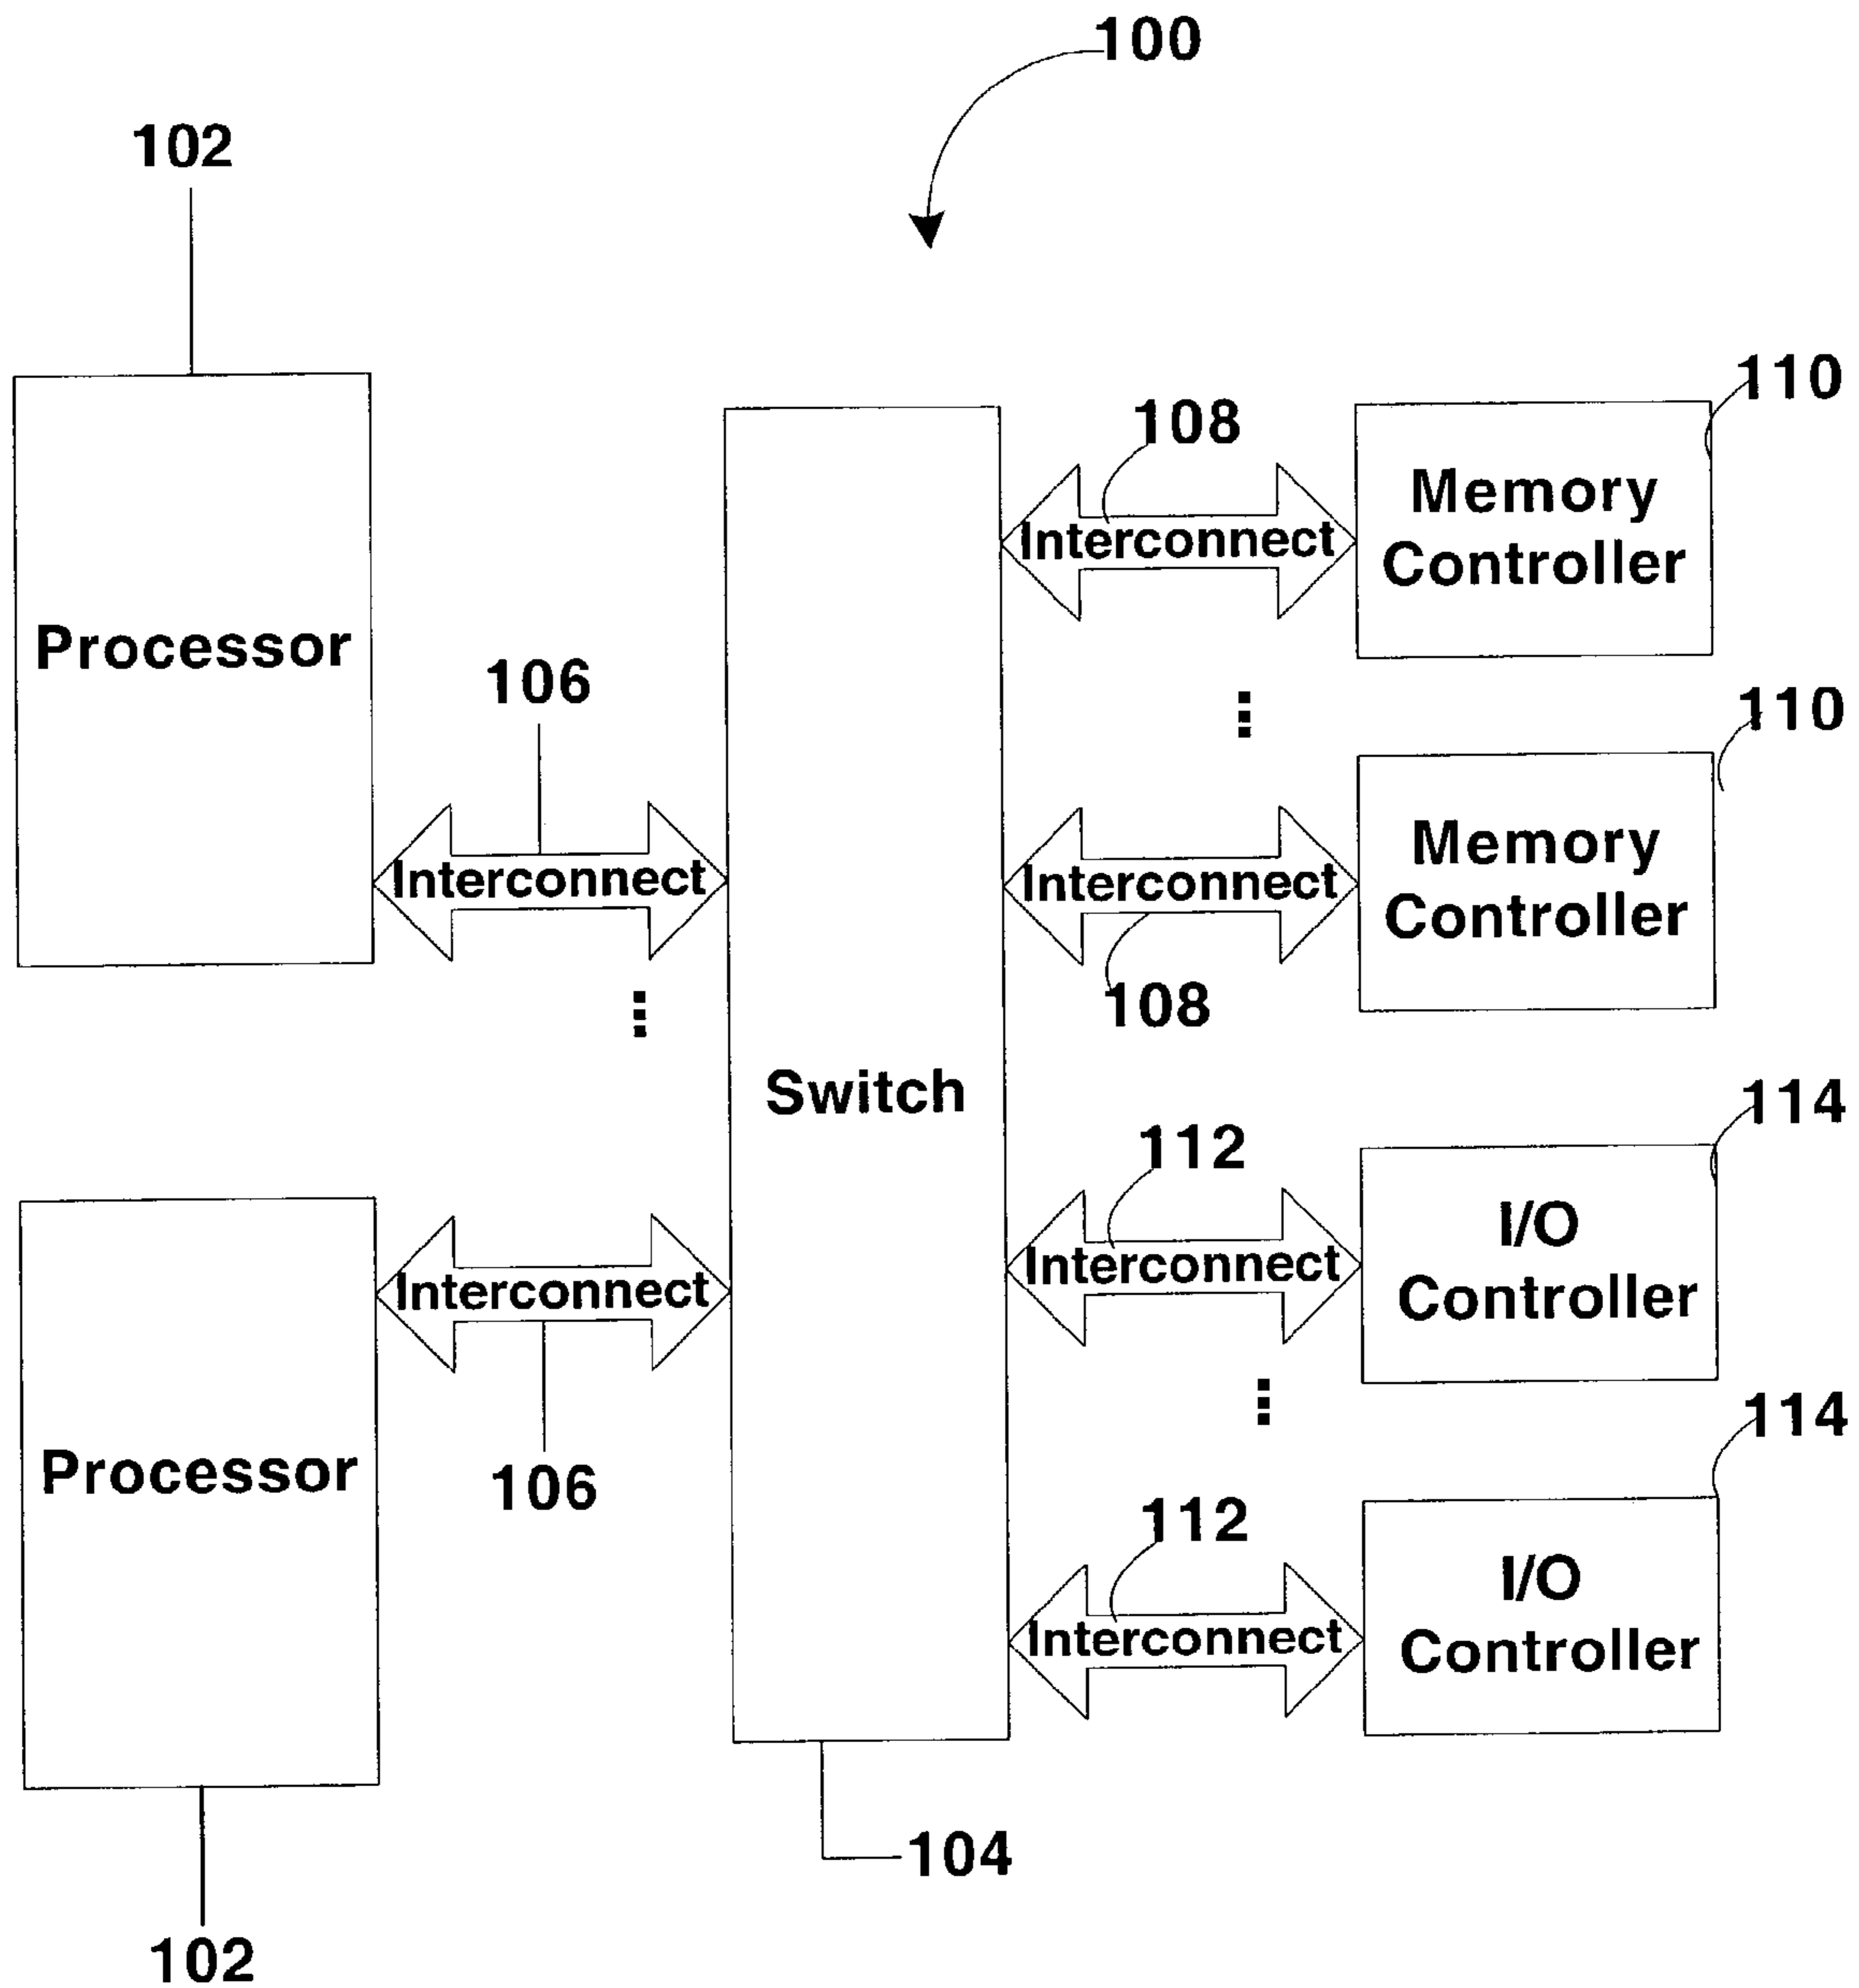 100
102
110
108
Memory
Controller
Interconnect
Processor
106
110
Memory
Controller
Interconnect
Interconnect
108
Switch
114
112
I/O
Controller
Interconnect
Interconnect
114
Processor
106
112
I/O
Controller
Interconnect
104
102